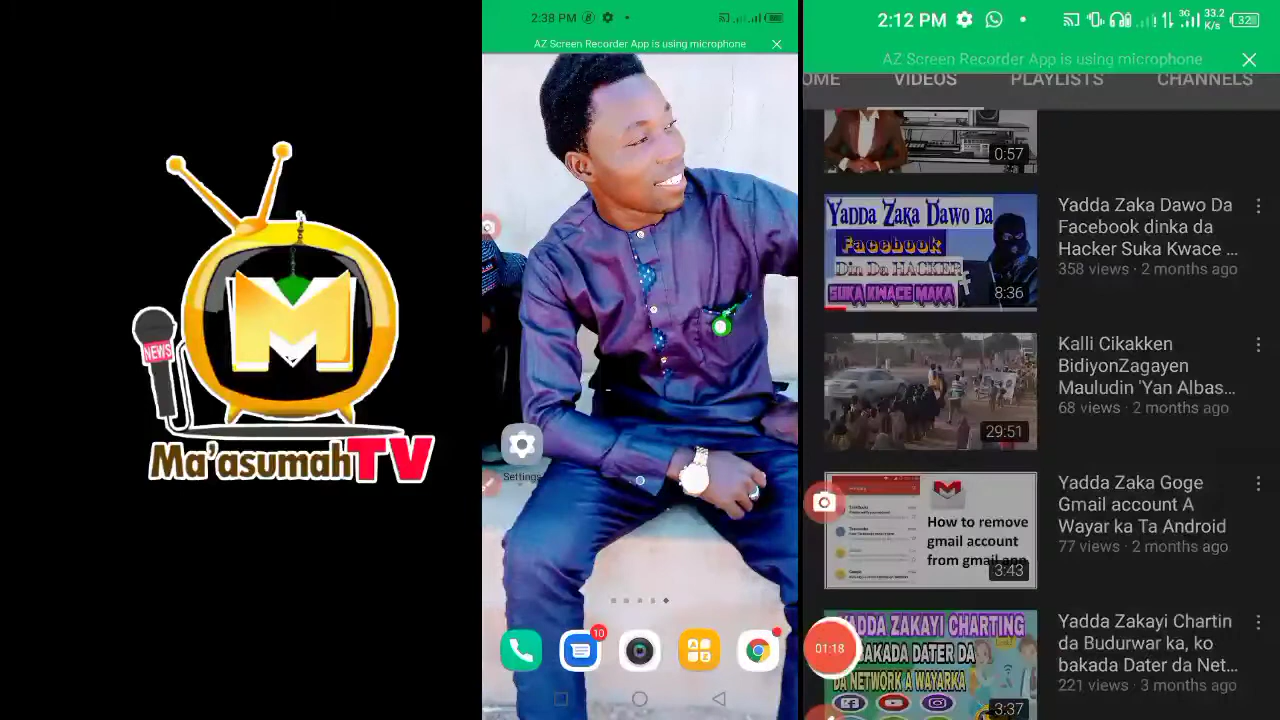 NEWS
M
Ma'asumahTV
2:38 PM
AZ Screen Recorder App is using microphone
Settings
10
A
Z
2:12 PM
3G
33.2
K/s
32
AZ Screen Recorder App is using microphone
OME
VIDEOS
PLAYLISTS
CHANNELS
0:57
YADDA ZAKA DAWO DA
Facebook
Din Da HACKER
SUKA KWACE MAKA
8:36
Yadda Zaka Dawo Da
Facebook dinka da
Hacker Suka Kwace ...
358 views · 2 months ago
29:51
Kalli Cikakken
BidiyonZagayen
Mauludin 'Yan Albas...
68 views · 2 months ago
How to remove
gmail account
from gmail app
3:43
Yadda Zaka Goge
Gmail account A
Wayar ka Ta Android
77 views · 2 months ago
YADDA ZAKAYI CHARTING
BAKADA DATER DA
DA NETWORK A WAYARKA
3:37
Yadda Zakayi Chartin
da Budurwar ka, ko
bakada Dater da Net...
221 views · 3 months ago
01:18